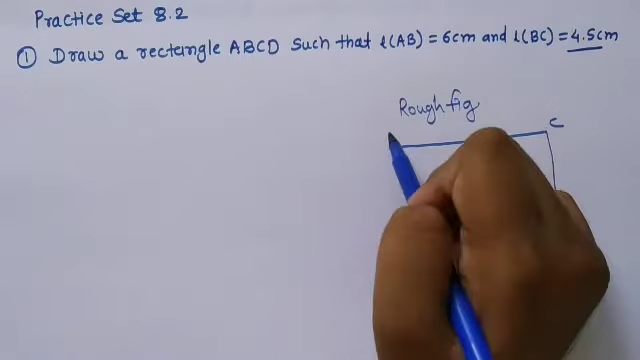 Practice Set 8.2
① Draw a rectangle ABCD Such that l(AB) = 6cm and l(BC) = 4.5cm
Rough fig
C